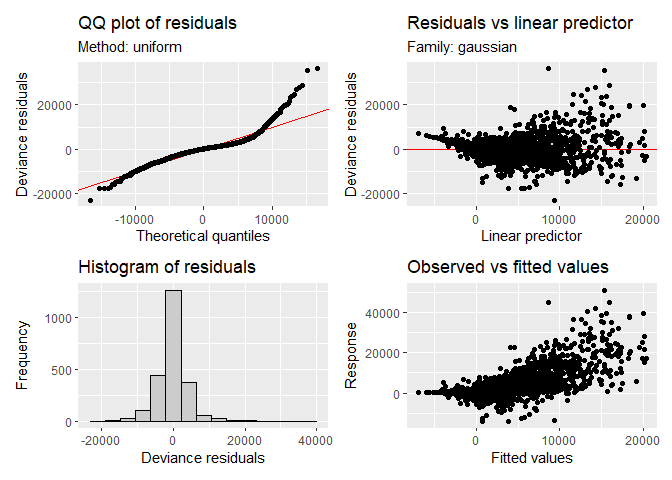 QQ plot of residuals
Method: uniform
Deviance residuals
20000
0
-20000
-10000
0
10000
Theoretical quantiles
Residuals vs linear predictor
Family: gaussian
Deviance residuals
20000
0
-20000
0
10000
20000
Linear predictor
Histogram of residuals
Frequency
1000
500
0
-20000
0
20000
40000
Deviance residuals
Observed vs fitted values
Response
40000
20000
0
0
10000
20000
Fitted values